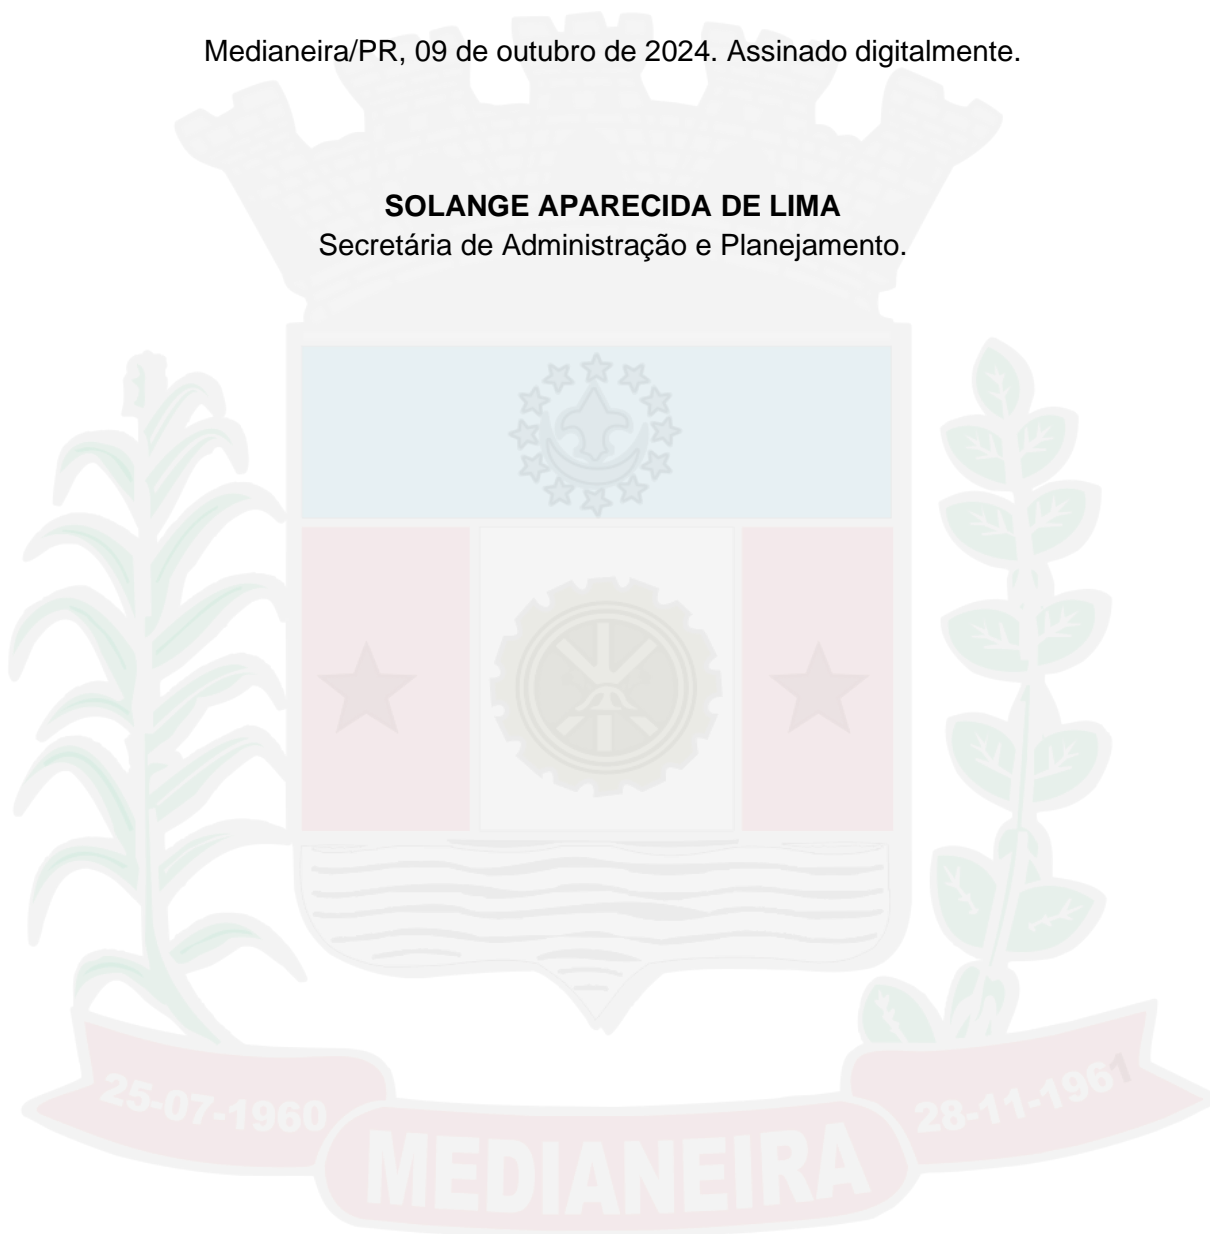 Medianeira/PR, 09 de outubro de 2024. Assinado digitalmente.
SOLANGE APARECIDA DE LIMA
Secretária de Administração e Planejamento.
25-07-1960
28-11-1961
MEDIANEIRA